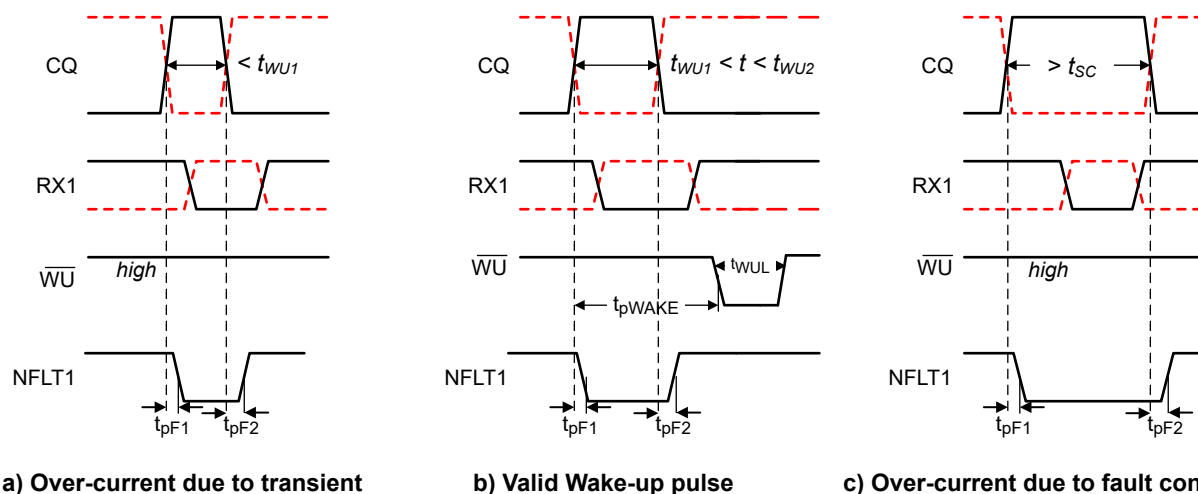 CQ
< tWU1
RX1
WU
high
NFLT1
tpF1
tpF2
a) Over-current due to transient
CQ
tWU1 < t < tWU2
RX1
WU
tWUL
tpWAKE
NFLT1
tpF1
tpF2
b) Valid Wake-up pulse
CQ
> tSC
RX1
WU
high
NFLT1
tpF1
tpF2
c) Over-current due to fault con